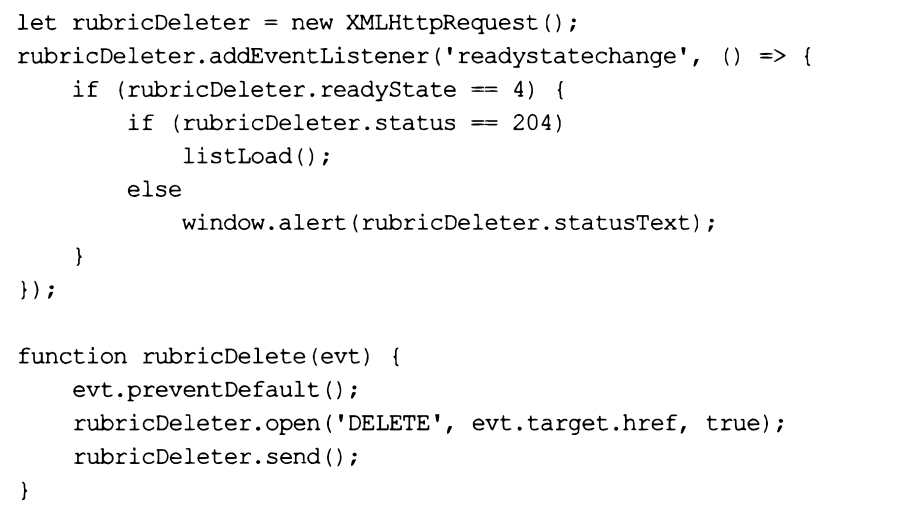 let rubricDeleter = new XMLHttpRequest();
rubricDeleter.addEventListener('readystatechange', () => {
    if (rubricDeleter.readyState == 4) {
        if (rubricDeleter.status == 204)
            listLoad();
        else
            window.alert(rubricDeleter.statusText);
    }
});

function rubricDelete(evt) {
    evt.preventDefault();
    rubricDeleter.open('DELETE', evt.target.href, true);
    rubricDeleter.send();
}